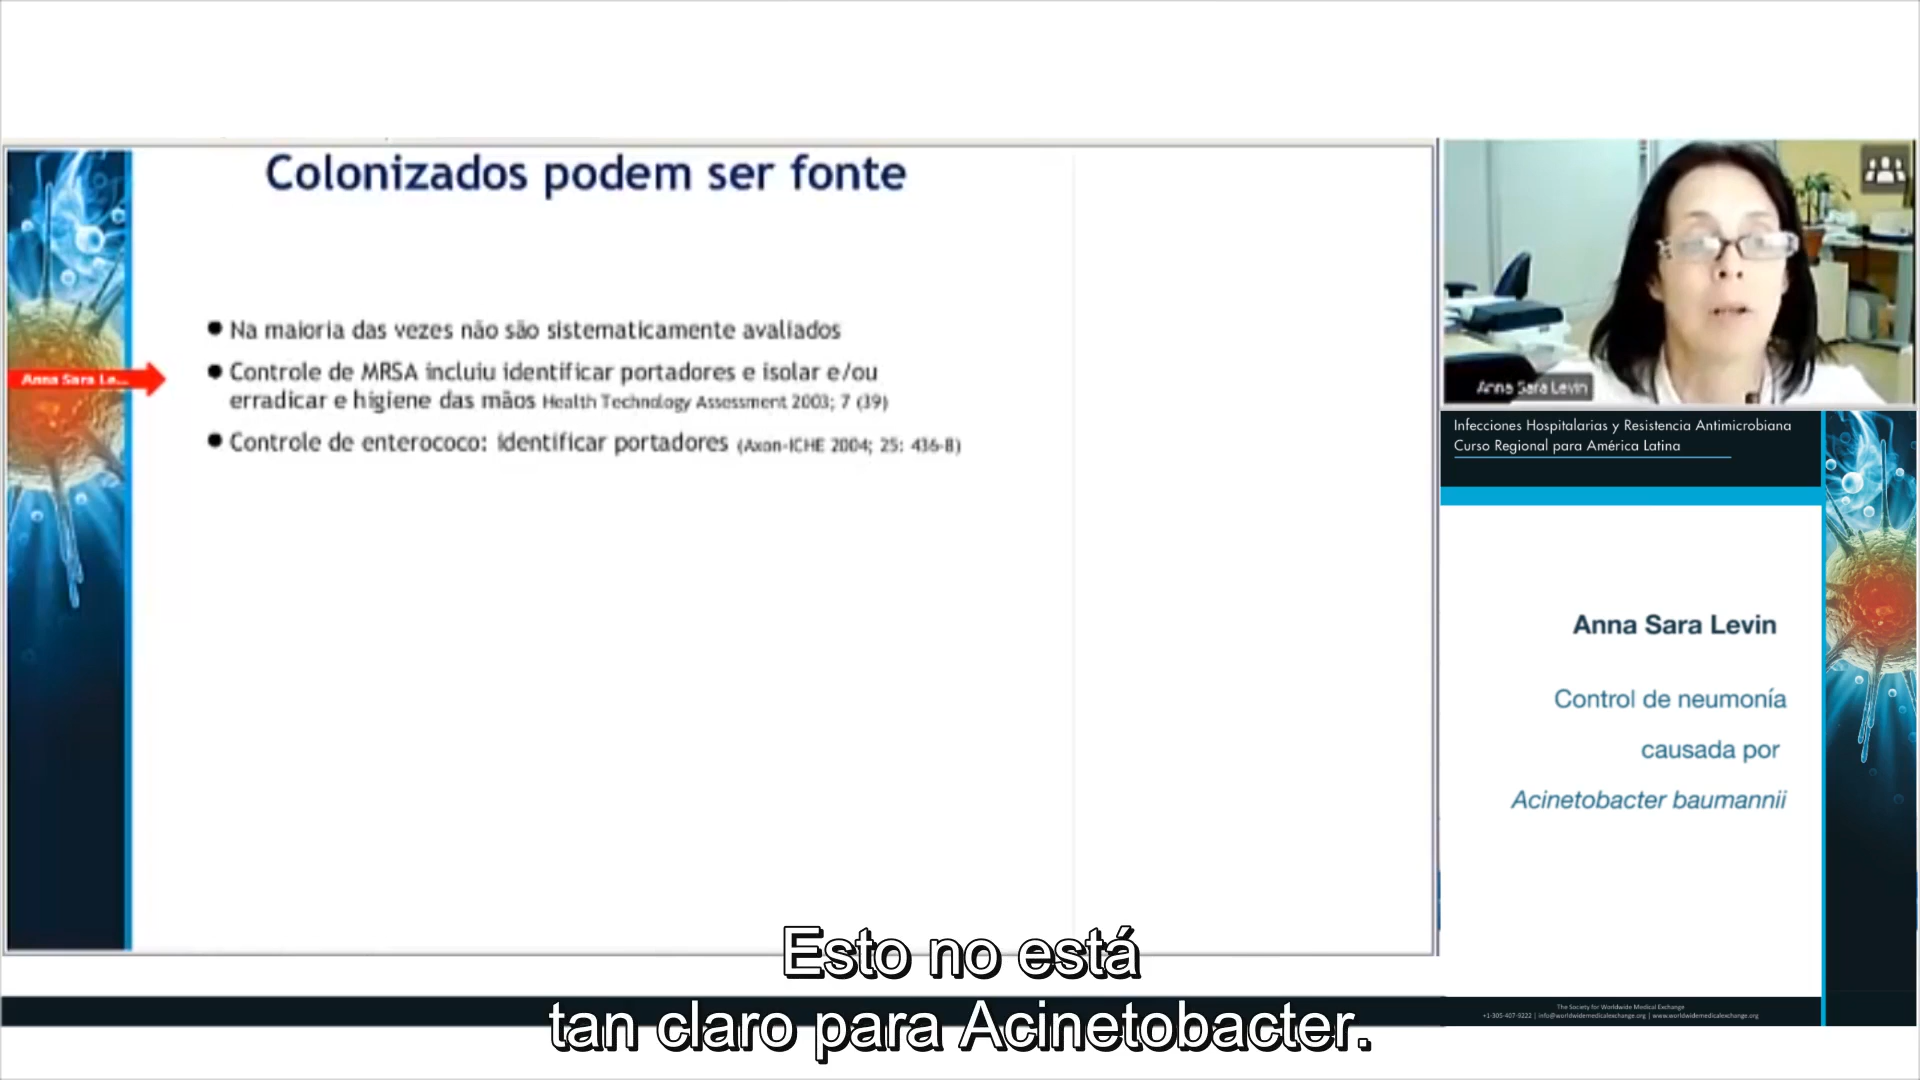 Colonizados podem ser fonte
Na maioria das vezes não são sistematicamente avaliados
Controle de MRSA incluiu identificar portadores e isolar e/ou
erradicar e higiene das mãos Health Technology Assessment 2003; 7 (39)
Controle de enterococo: identificar portadores (Axon-ICHE 2004; 25: 436-8)
Anna Sara Le...
Anna Sara Levin
Infecciones Hospitalarias y Resistencia Antimicrobiana
Curso Regional para América Latina
Anna Sara Levin
Control de neumonía
causada por
Acinetobacter baumannii
The Society for Worldwide Medical Exchange
+1-305-407-9222 | info@worldwidemedicalexchange.org | www.worldwidemedicalexchange.org
Esto no está
tan claro para Acinetobacter.